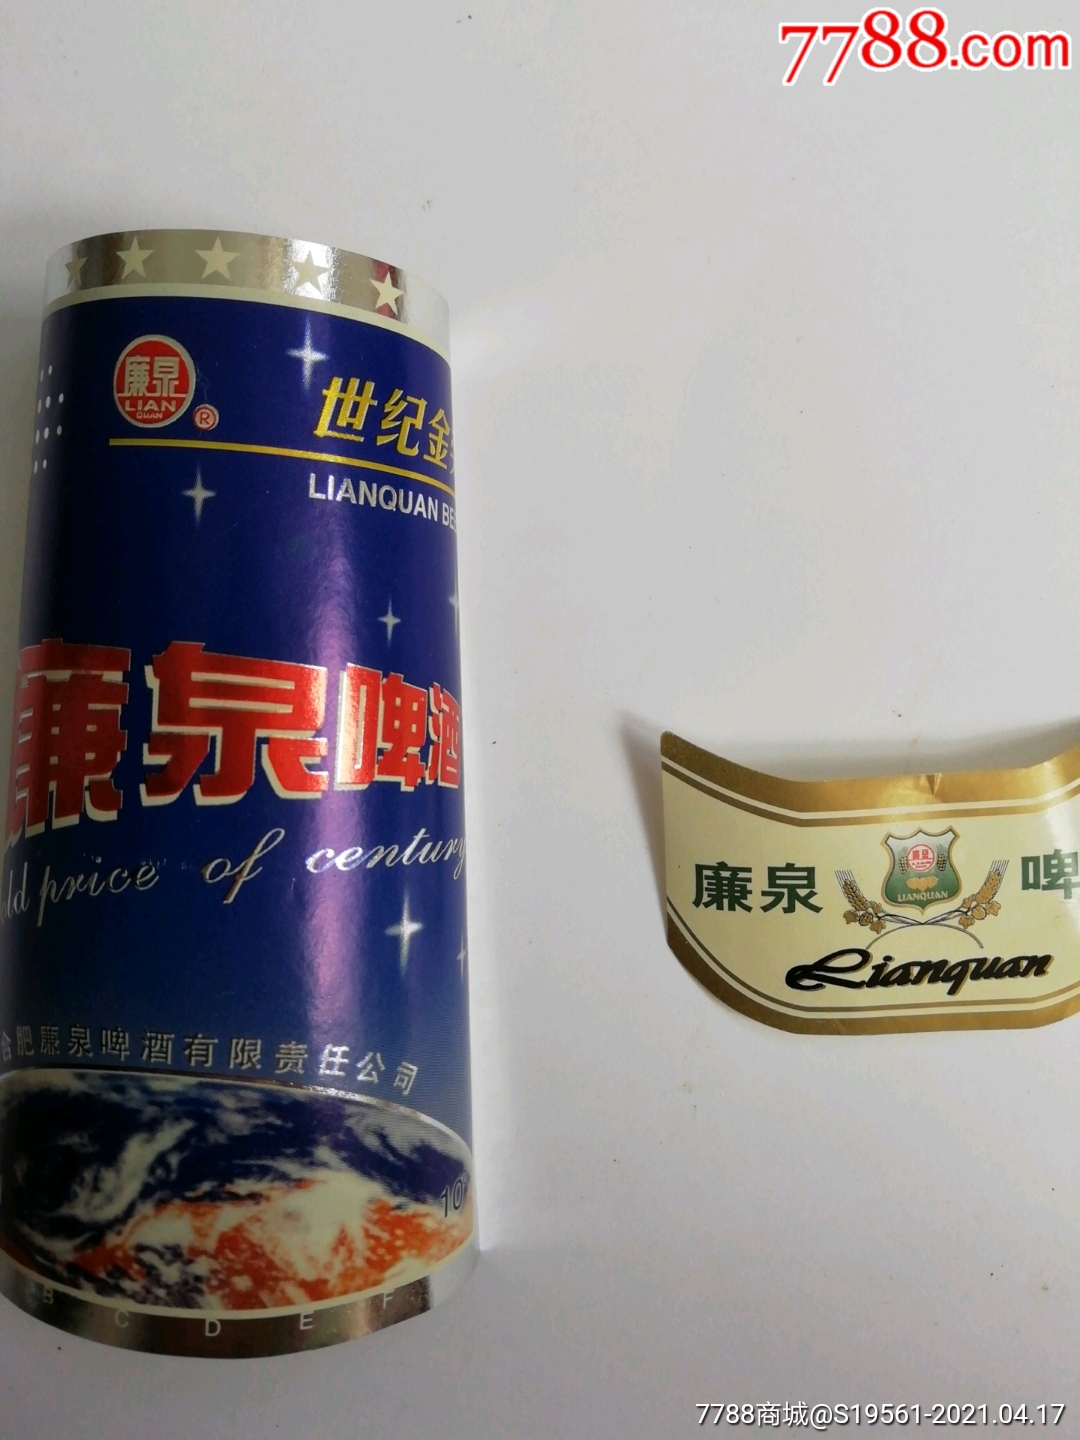 7788.com
廉泉
LIAN
QUAN
®
世纪金
LIANQUAN BE
廉泉啤酒
ld price of century
合肥廉泉啤酒有限责任公司
10°
B C D E F
廉泉 啤
廉泉
LIANQUAN
Lianquan
7788商城@S19561-2021.04.17